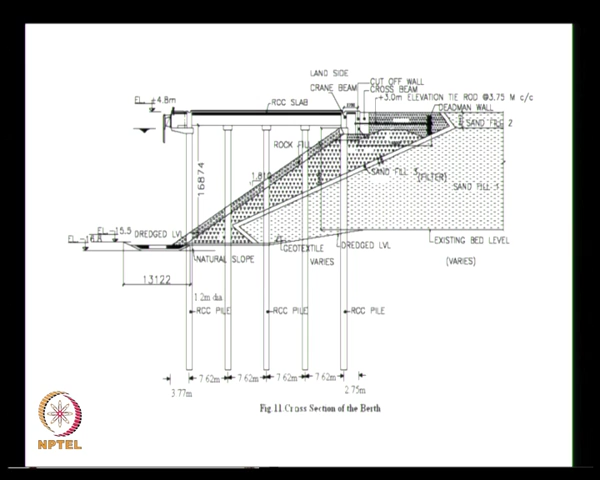 LAND SIDE
CUT OFF WALL
CRANE BEAM
CROSS BEAM
+3.0m ELEVATION TIE ROD @3.75 M c/c
EL. +4.8m
RCC SLAB
DEADMAN WALL
SAND FILL 2
ROCK FILL
16874
SAND FILL 3 (FILTER)
SAND FILL 1
EL -15.5
DREDGED LVL
GEOTEXTILE
DREDGED LVL
EXISTING BED LEVEL
NATURAL SLOPE
VARIES
(VARIES)
13122
1.2m dia
RCC PILE
RCC PILE
RCC PILE
7.62m
7.62m
7.62m
7.62m
3.77m
2.75m
Fig.11 Cross Section of the Berth
NPTEL